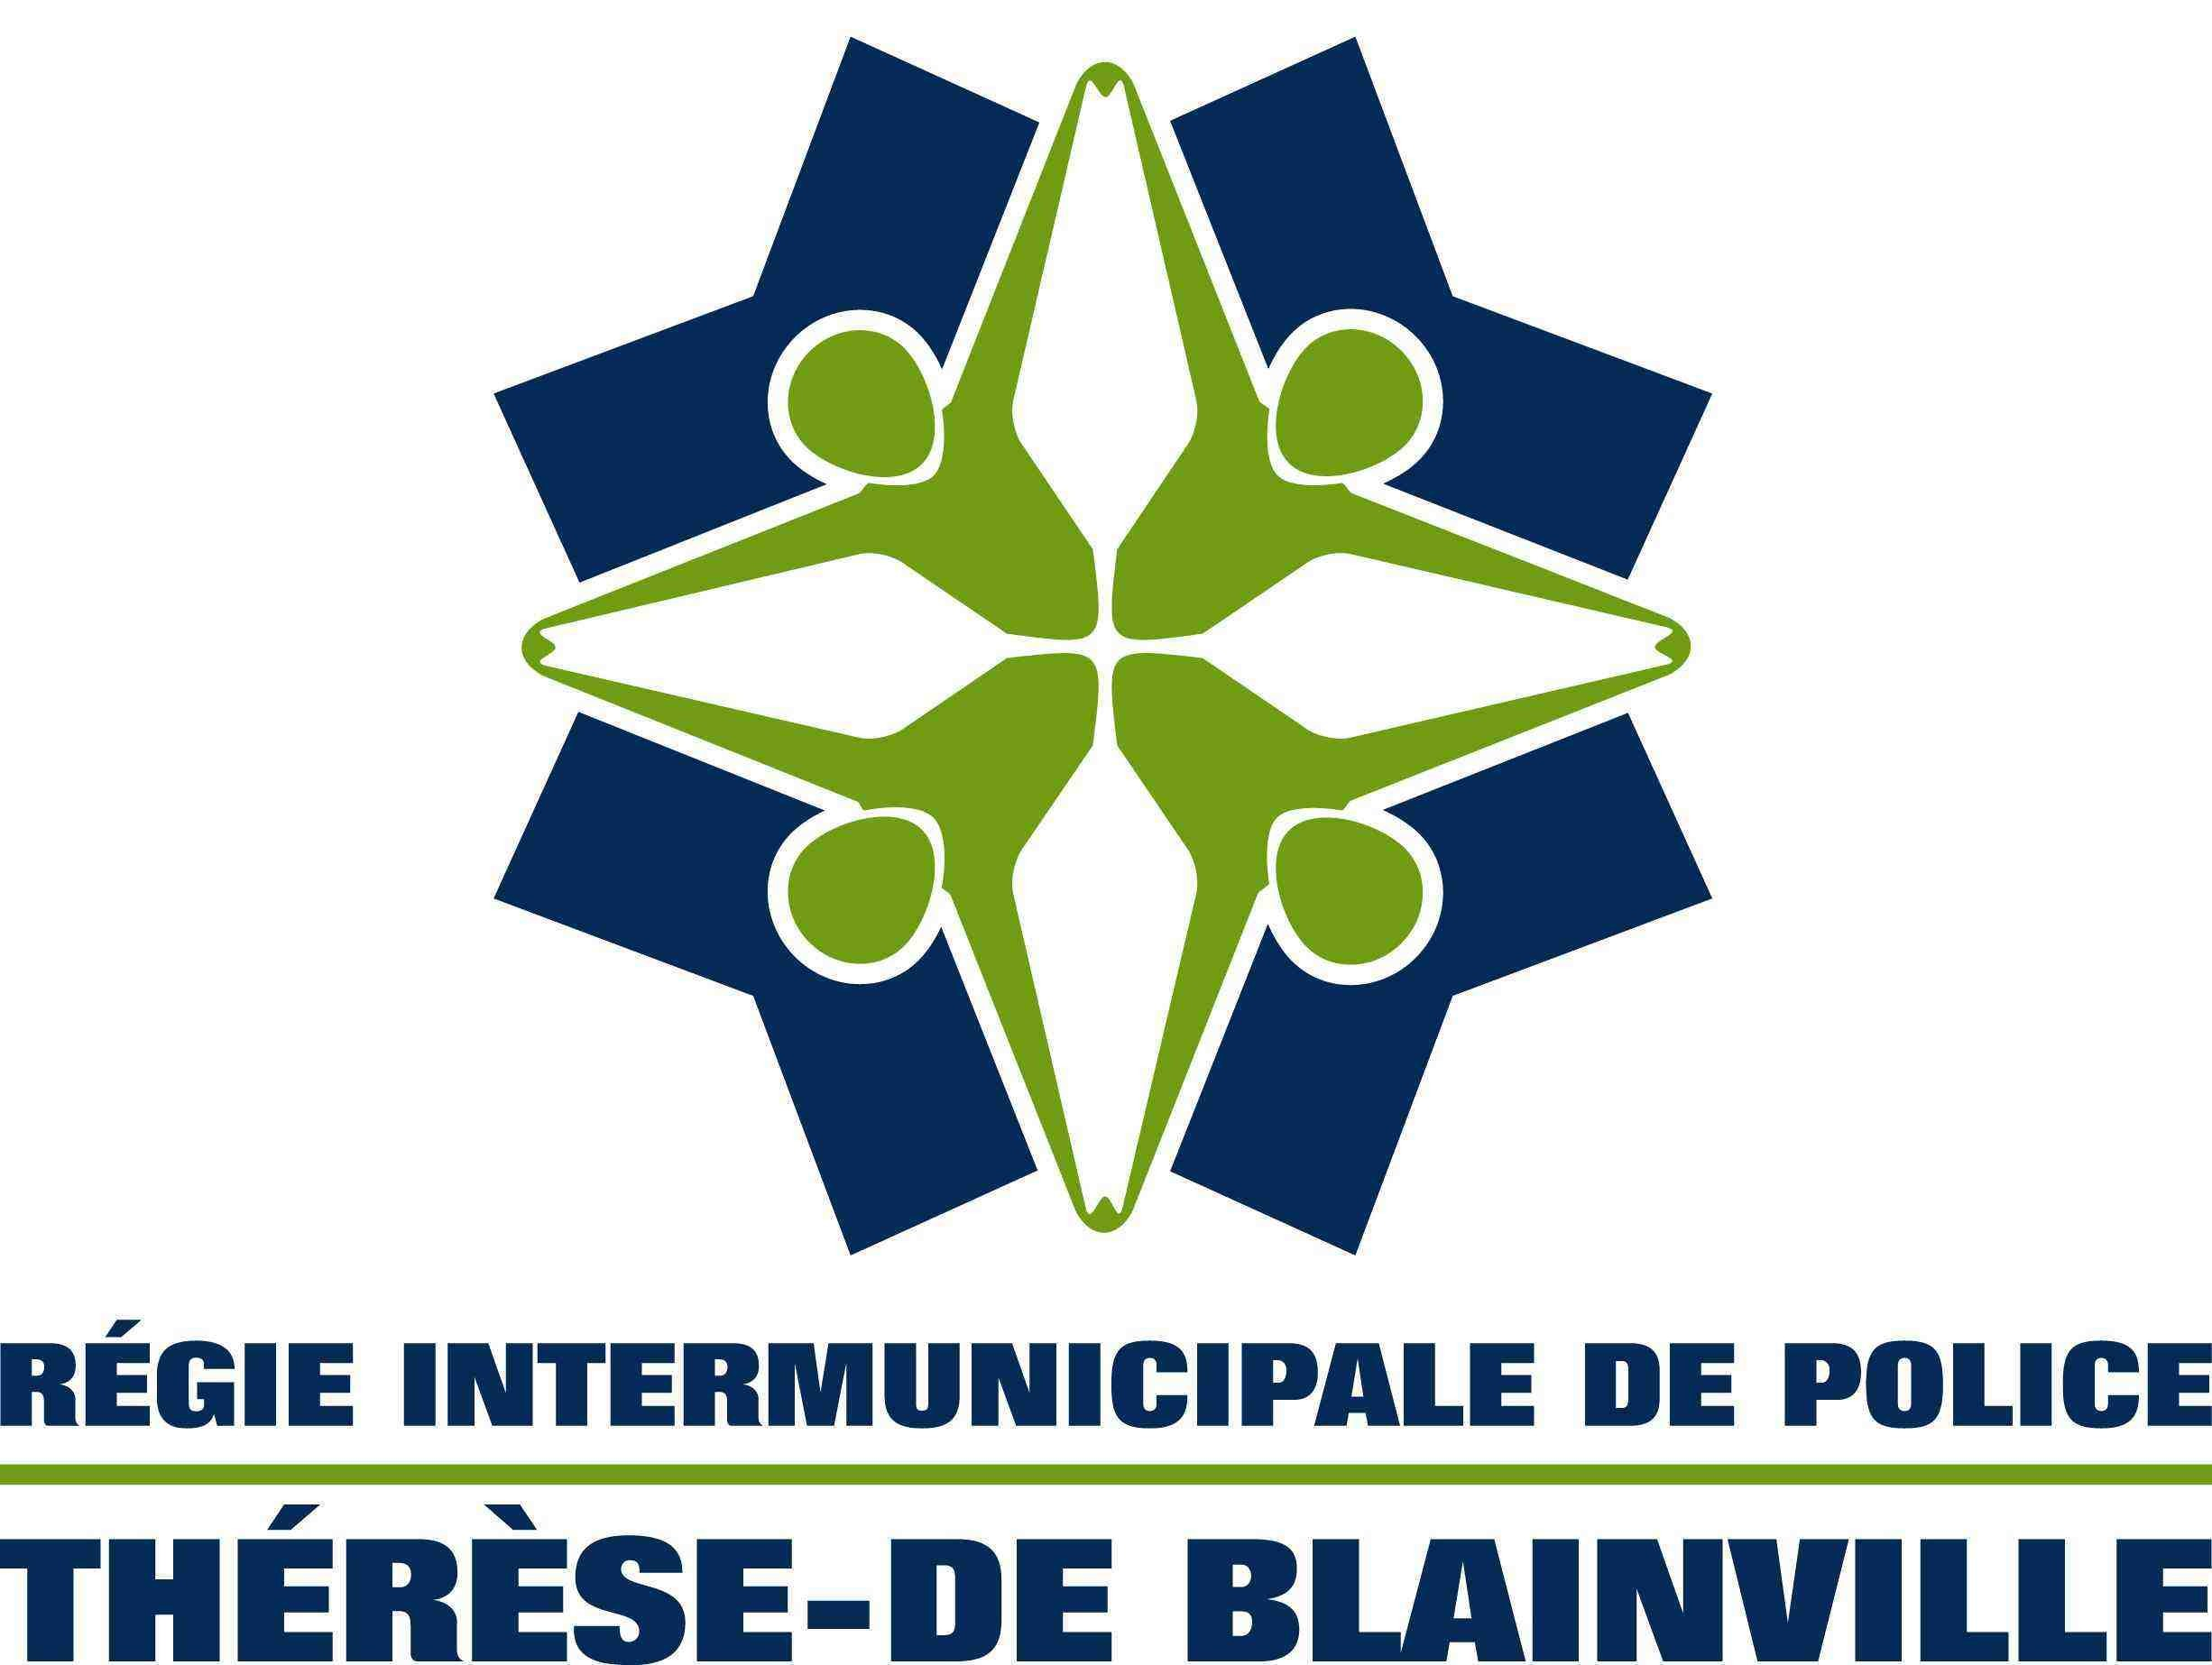 RÉGIE INTERMUNICIPALE DE POLICE
THÉRÈSE-DE BLAINVILLE